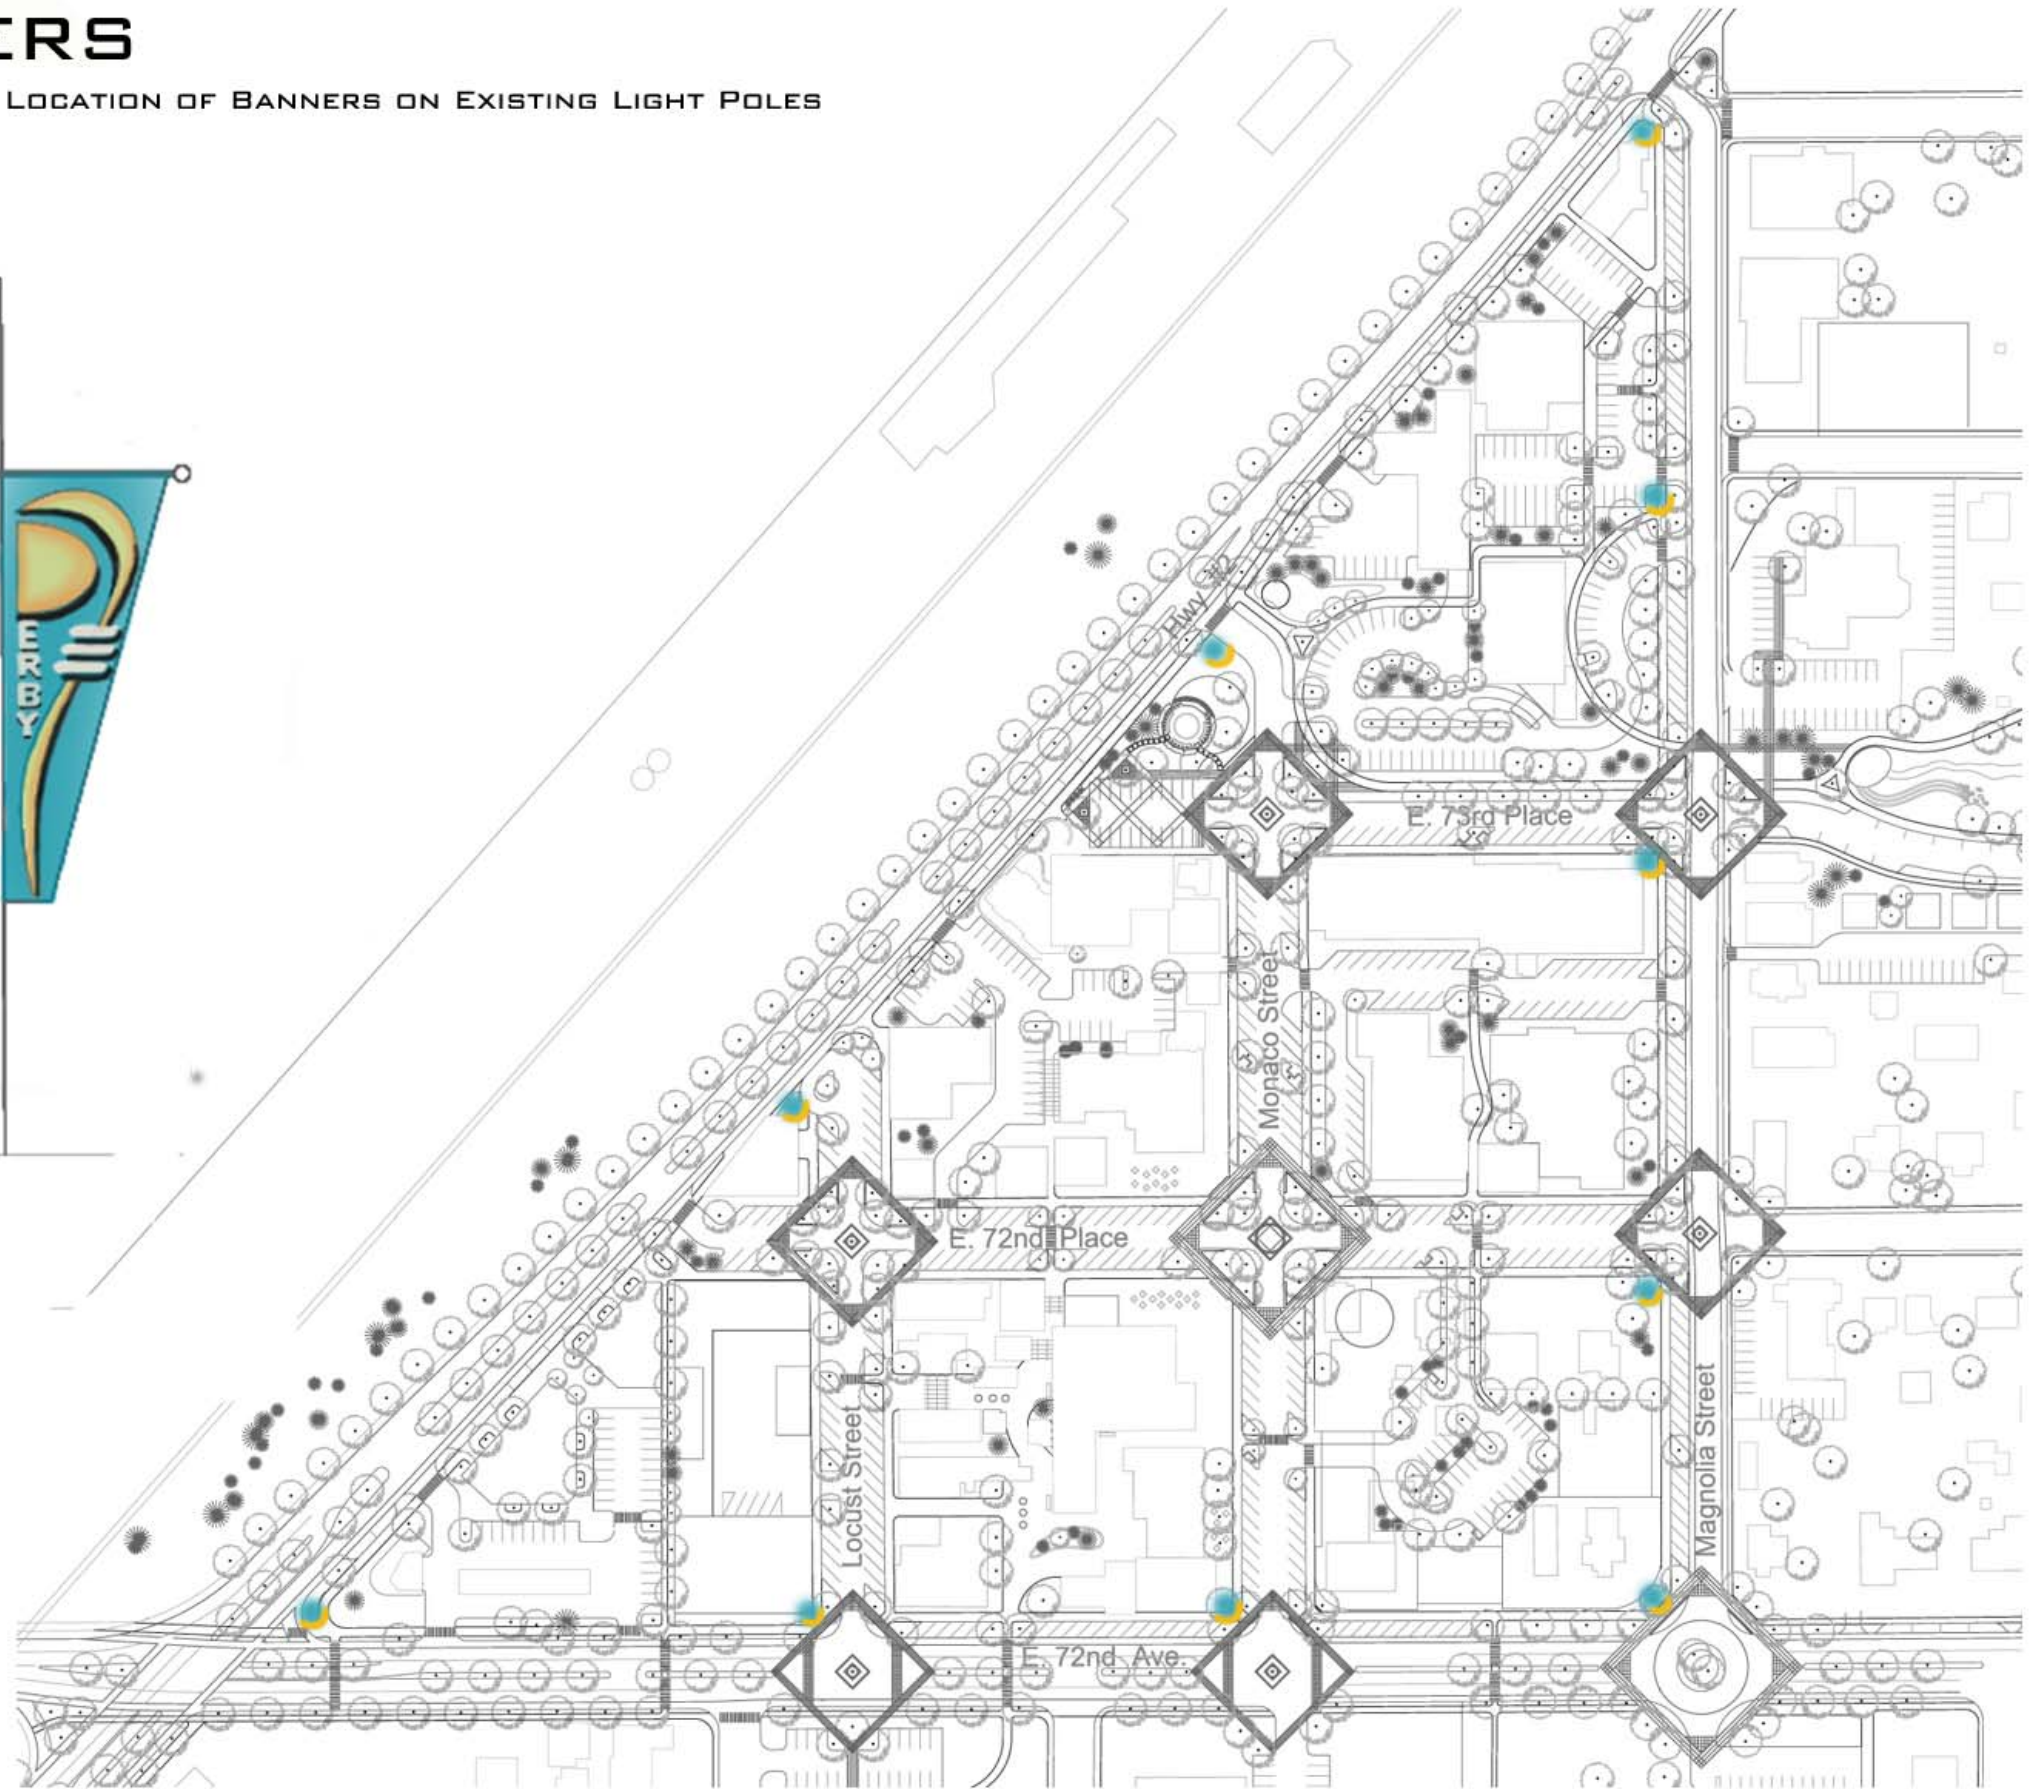 ERS
LOCATION OF BANNERS ON EXISTING LIGHT POLES
ERBY
Hwy
E. 73rd Place
Monaco Street
E. 72nd Place
Locust Street
Magnolia Street
E. 72nd Ave.